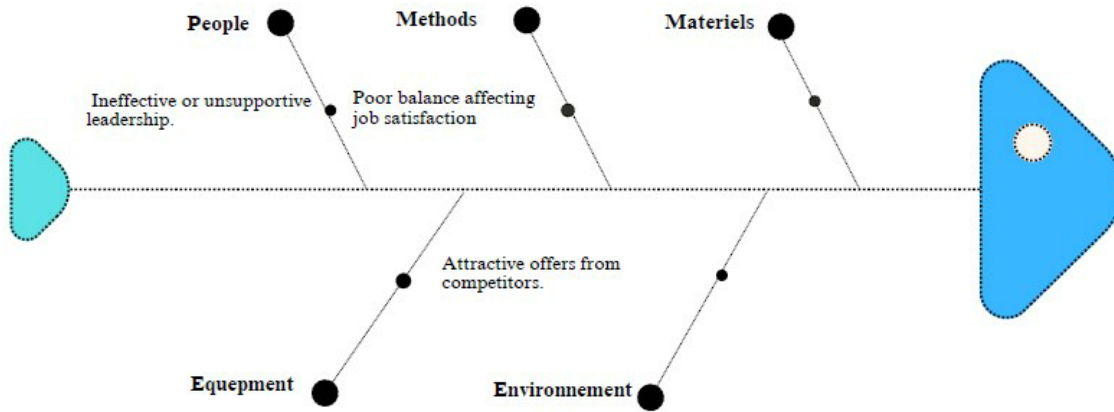 People
Methods
Materiels
Ineffective or unsupportive
leadership.
Poor balance affecting
job satisfaction
Attractive offers from
competitors.
Equepment
Environnement